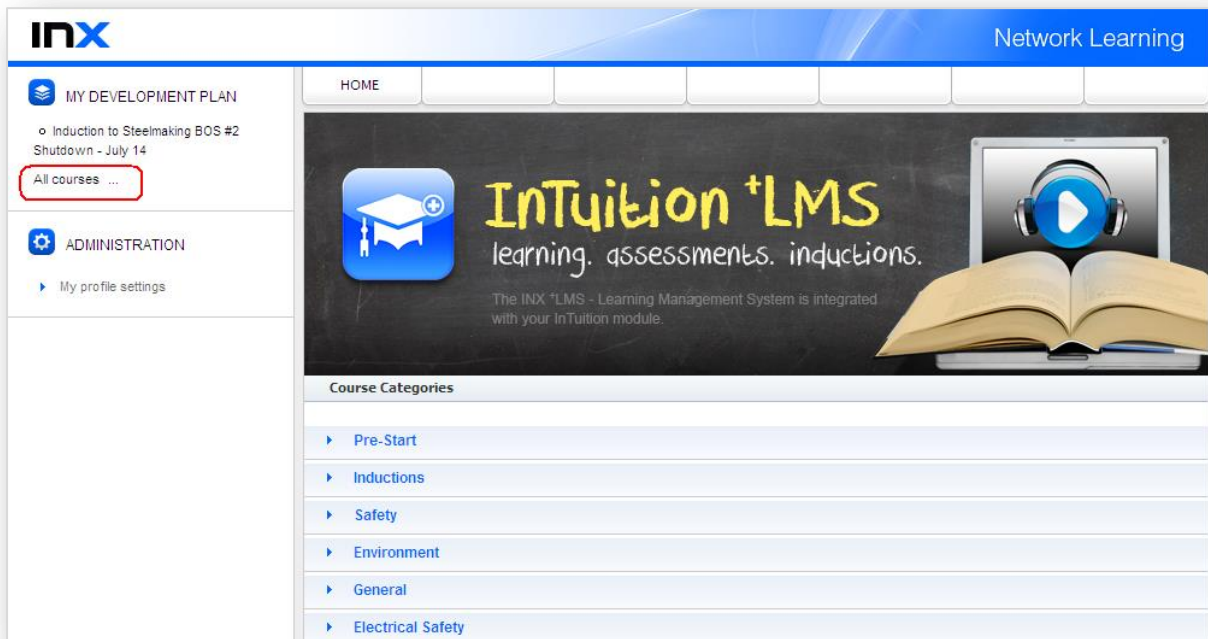 INX
Network Learning
MY DEVELOPMENT PLAN
Induction to Steelmaking BOS #2
Shutdown - July 14
All courses ...
ADMINISTRATION
My profile settings
HOME
InTuition +LMS
learning. assessments. inductions.
The INX +LMS - Learning Management System is integrated
with your InTuition module.
Course Categories
Pre-Start
Inductions
Safety
Environment
General
Electrical Safety